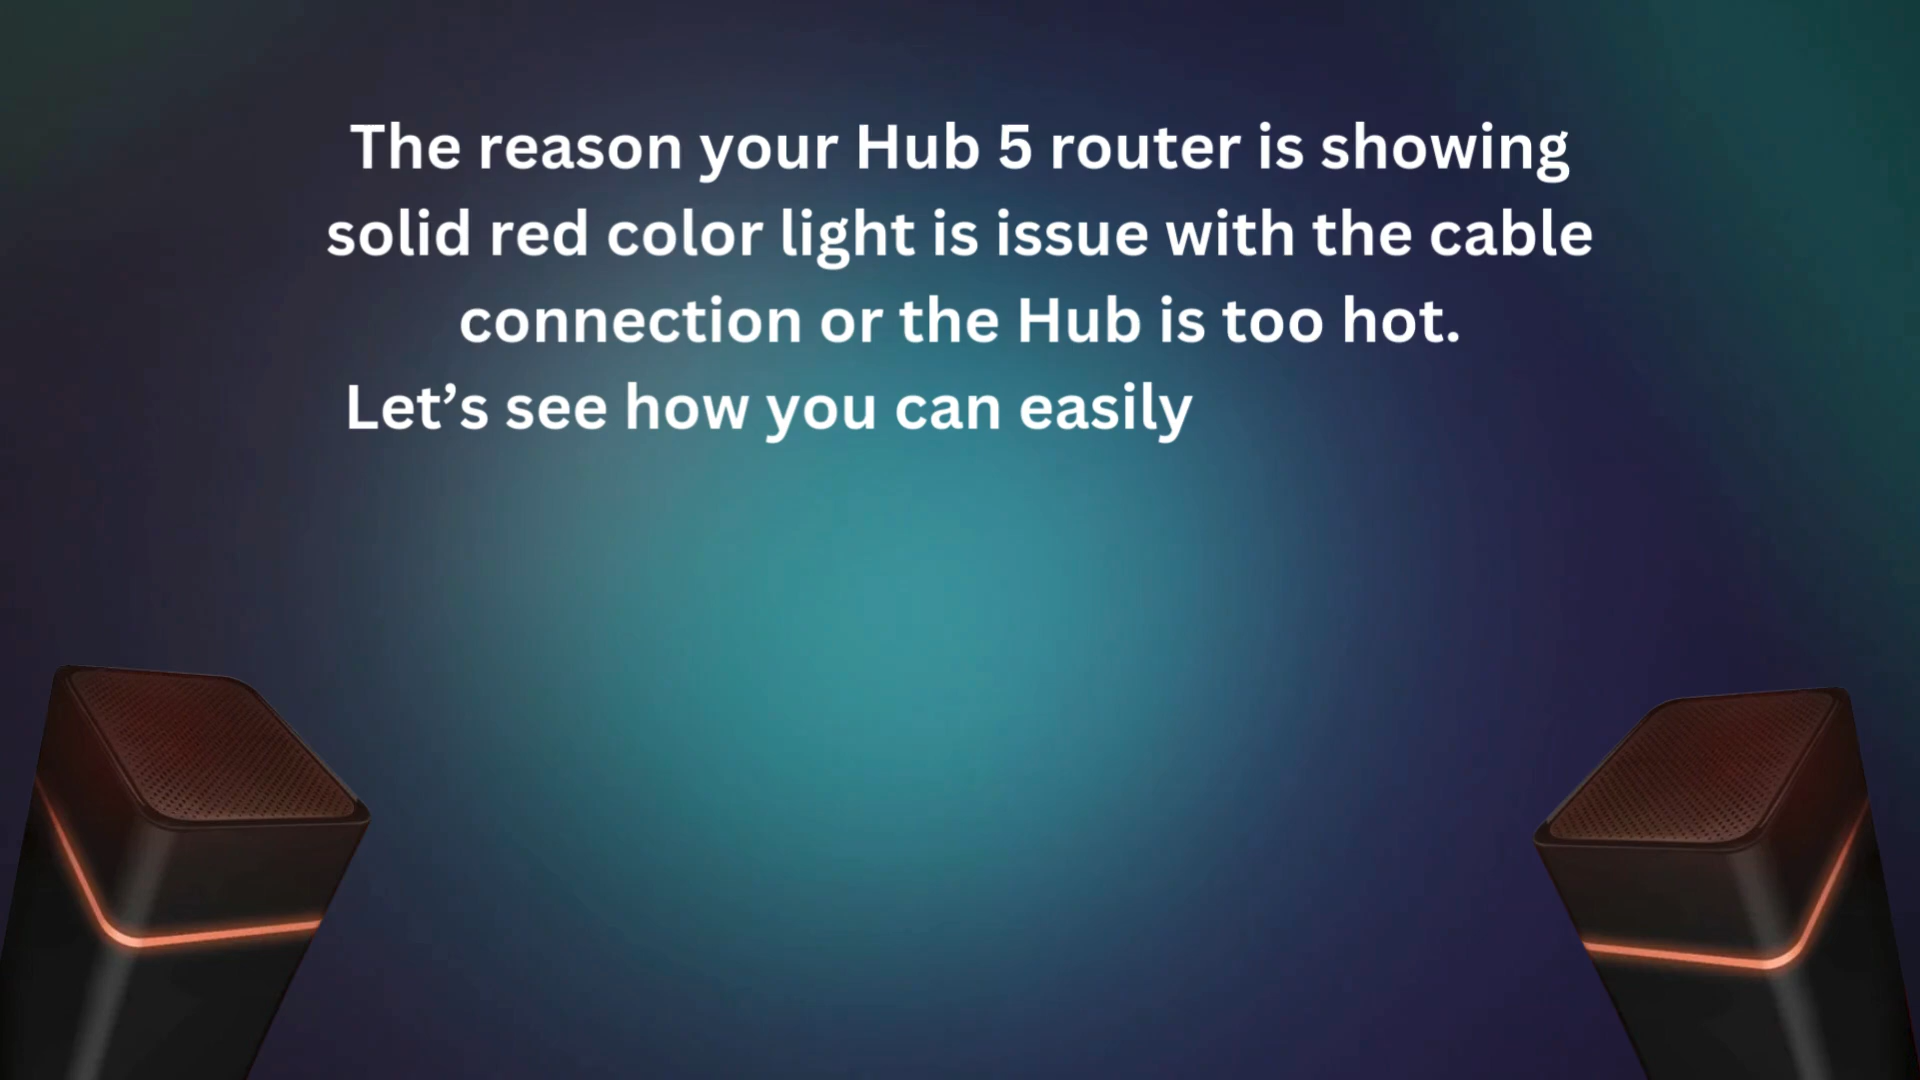 The reason your Hub 5 router is showing
solid red color light is issue with the cable
connection or the Hub is too hot.
Let’s see how you can easily